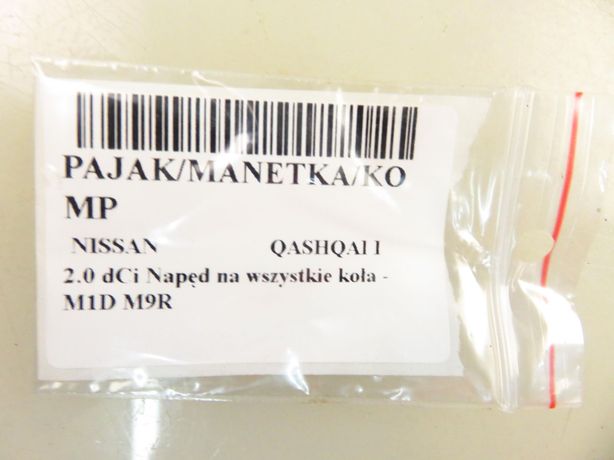 PAJAK/MANETKA/KO
MP
NISSAN QASHQAI I
2.0 dCi Napęd na wszystkie koła -
M1D M9R